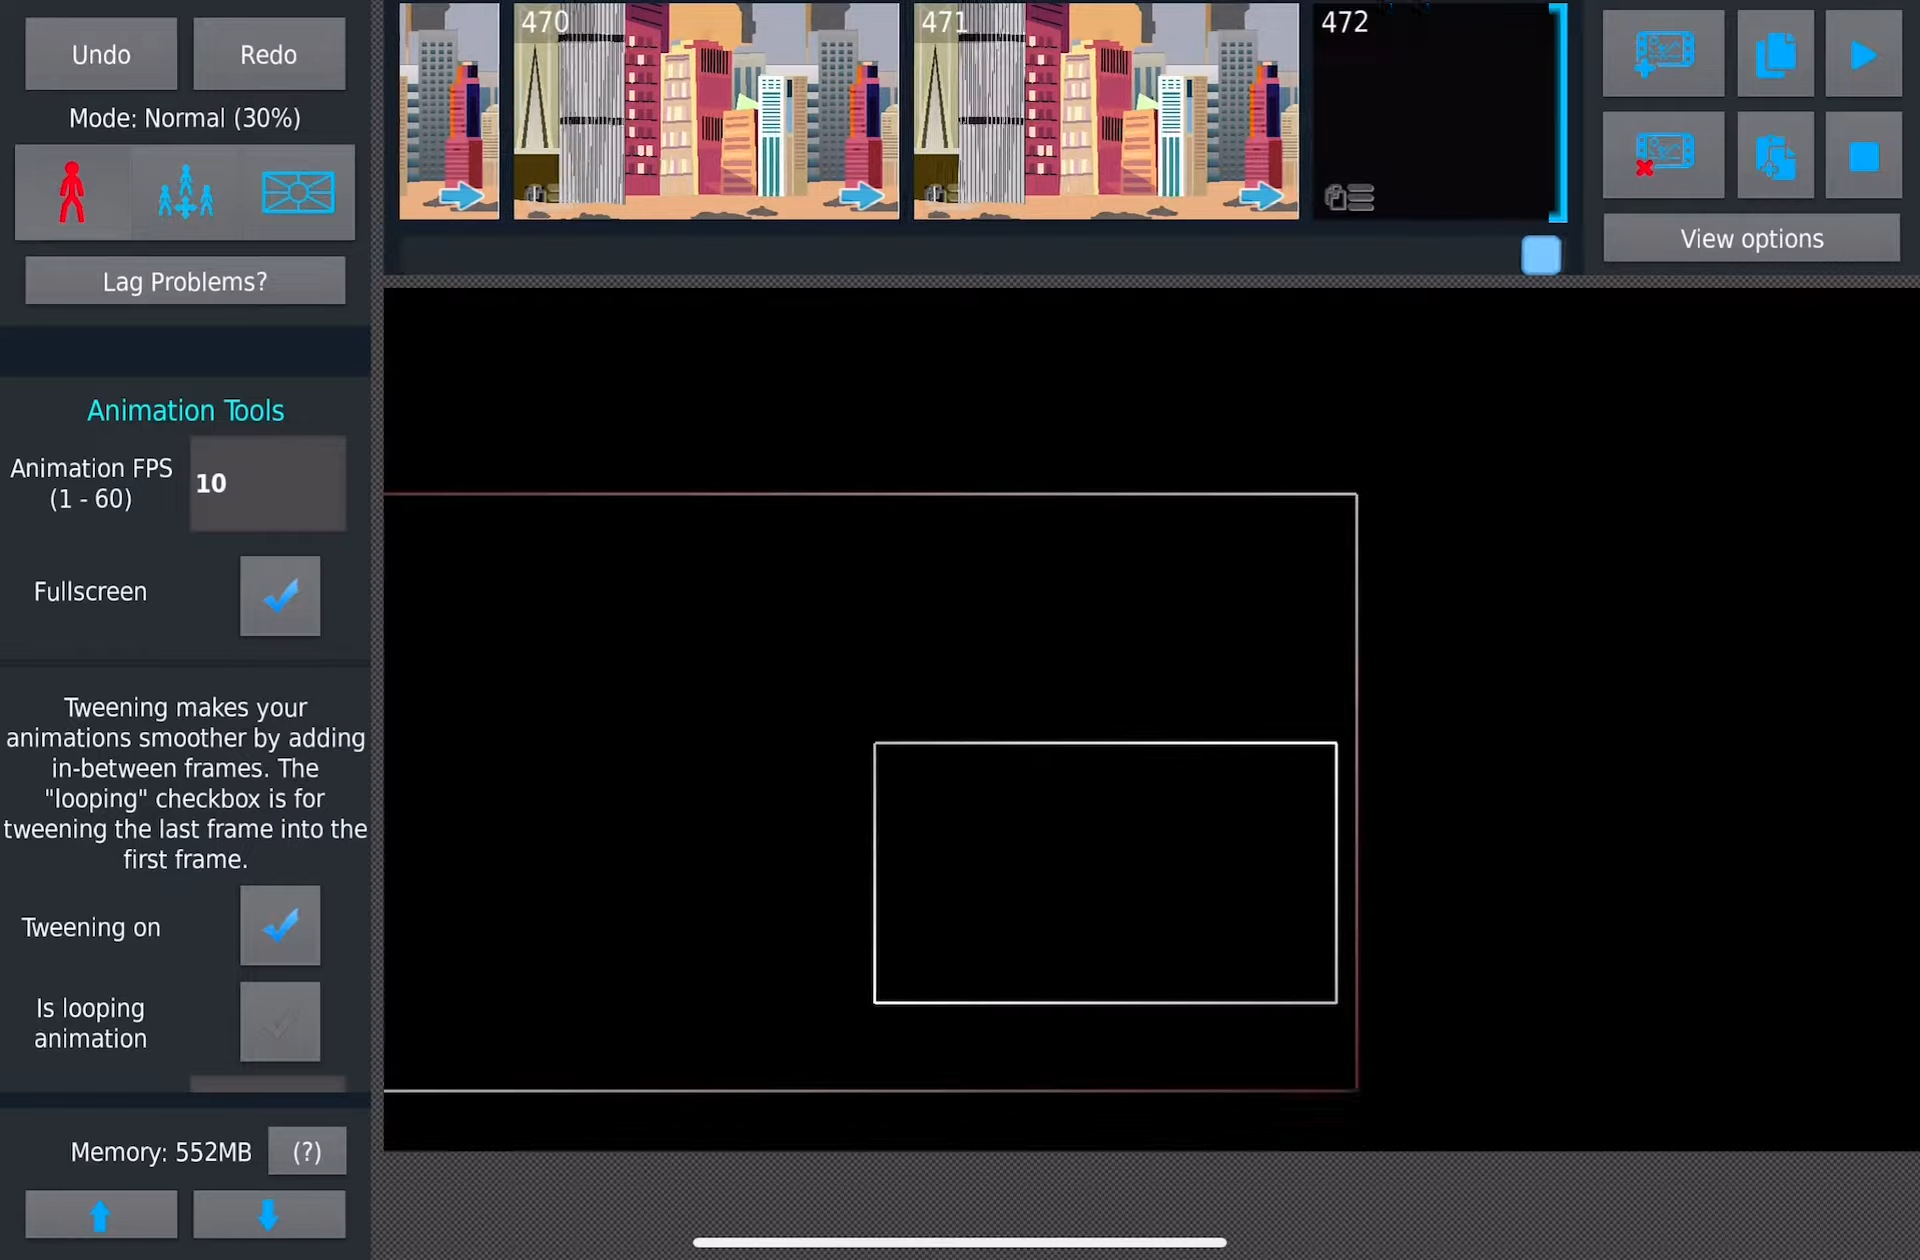 Undo
Redo
Mode: Normal (30%)
Lag Problems?
Animation Tools
Animation FPS
(1 - 60)
10
Fullscreen
Tweening makes your
animations smoother by adding
in-between frames. The
"looping" checkbox is for
tweening the last frame into the
first frame.
Tweening on
Is looping
animation
Memory: 552MB
(?)
470
471
472
View options